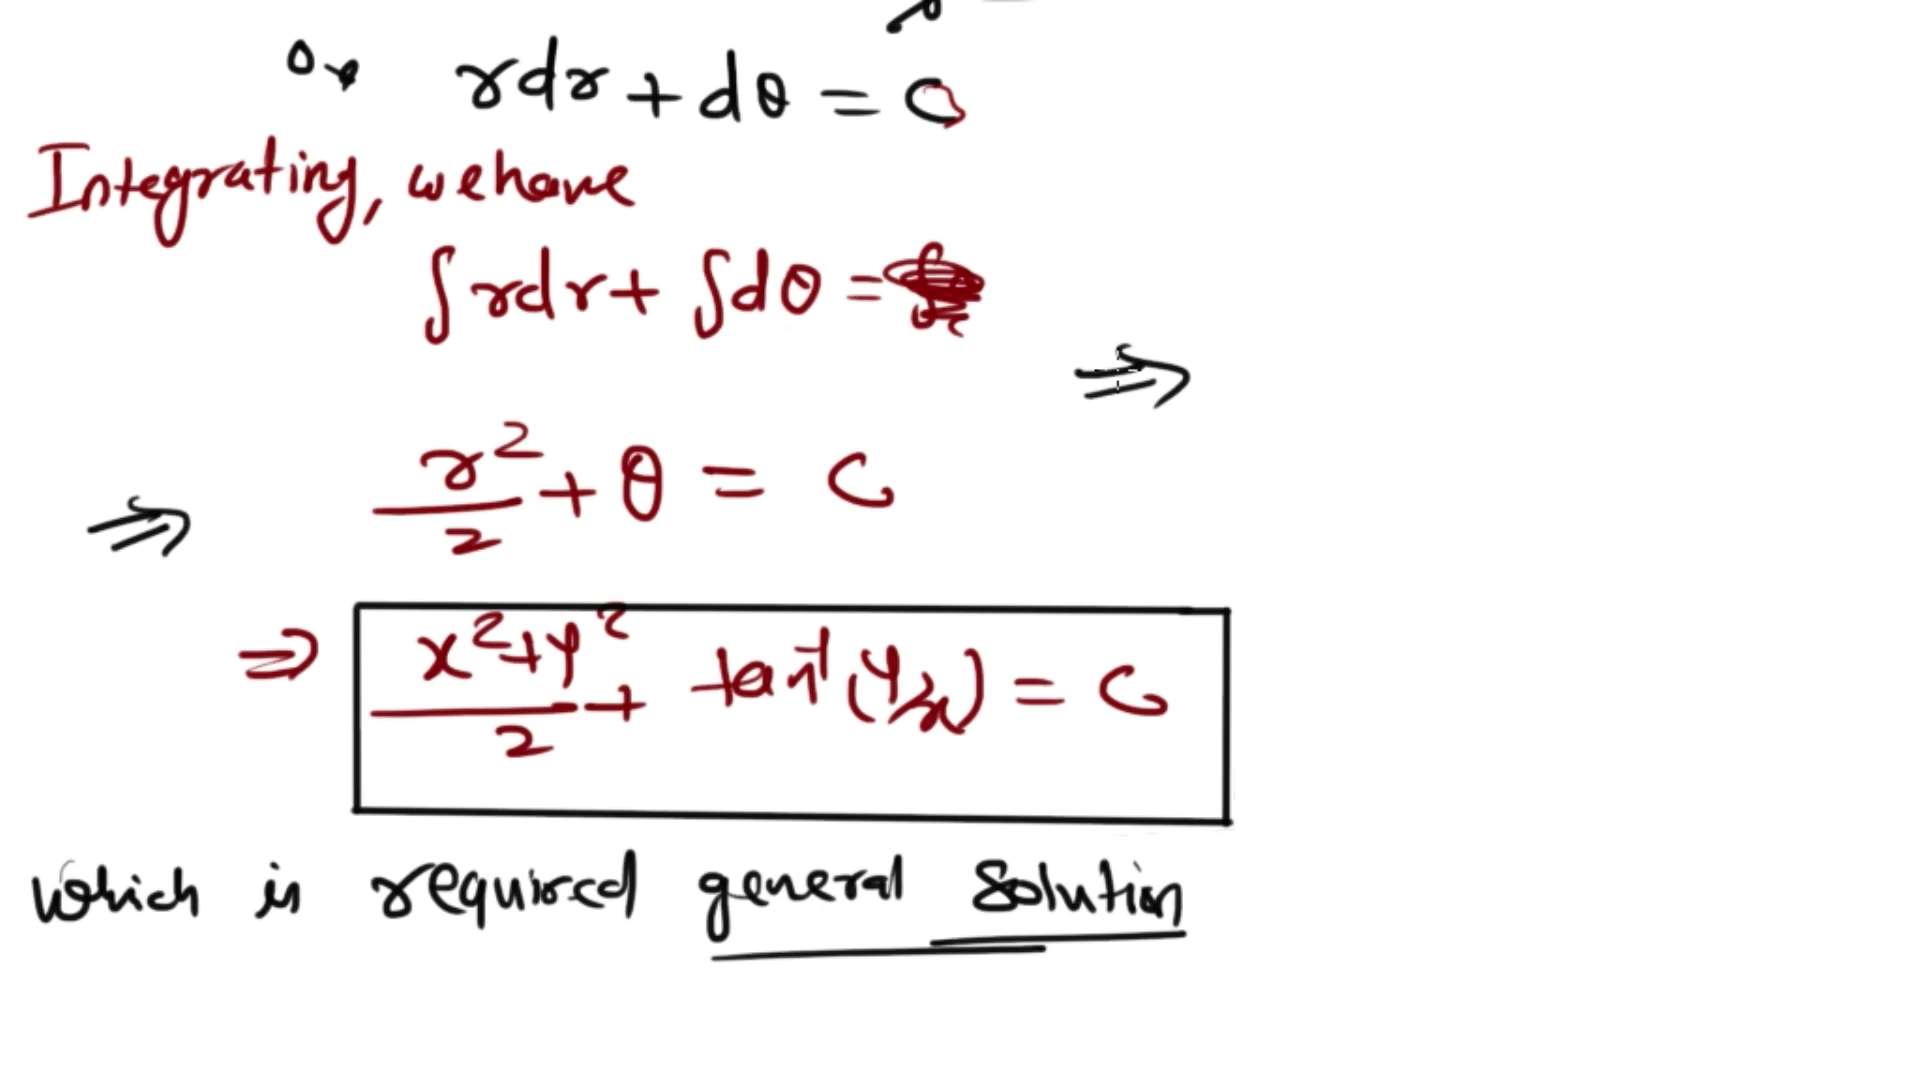 Or rdr + dθ = 0
Integrating, we have
∫ rdr + ∫ dθ =
⇒
⇒ r²/2 + θ = C
⇒ (x²+y²)/2 + tan⁻¹(y/x) = C
which is required general solution